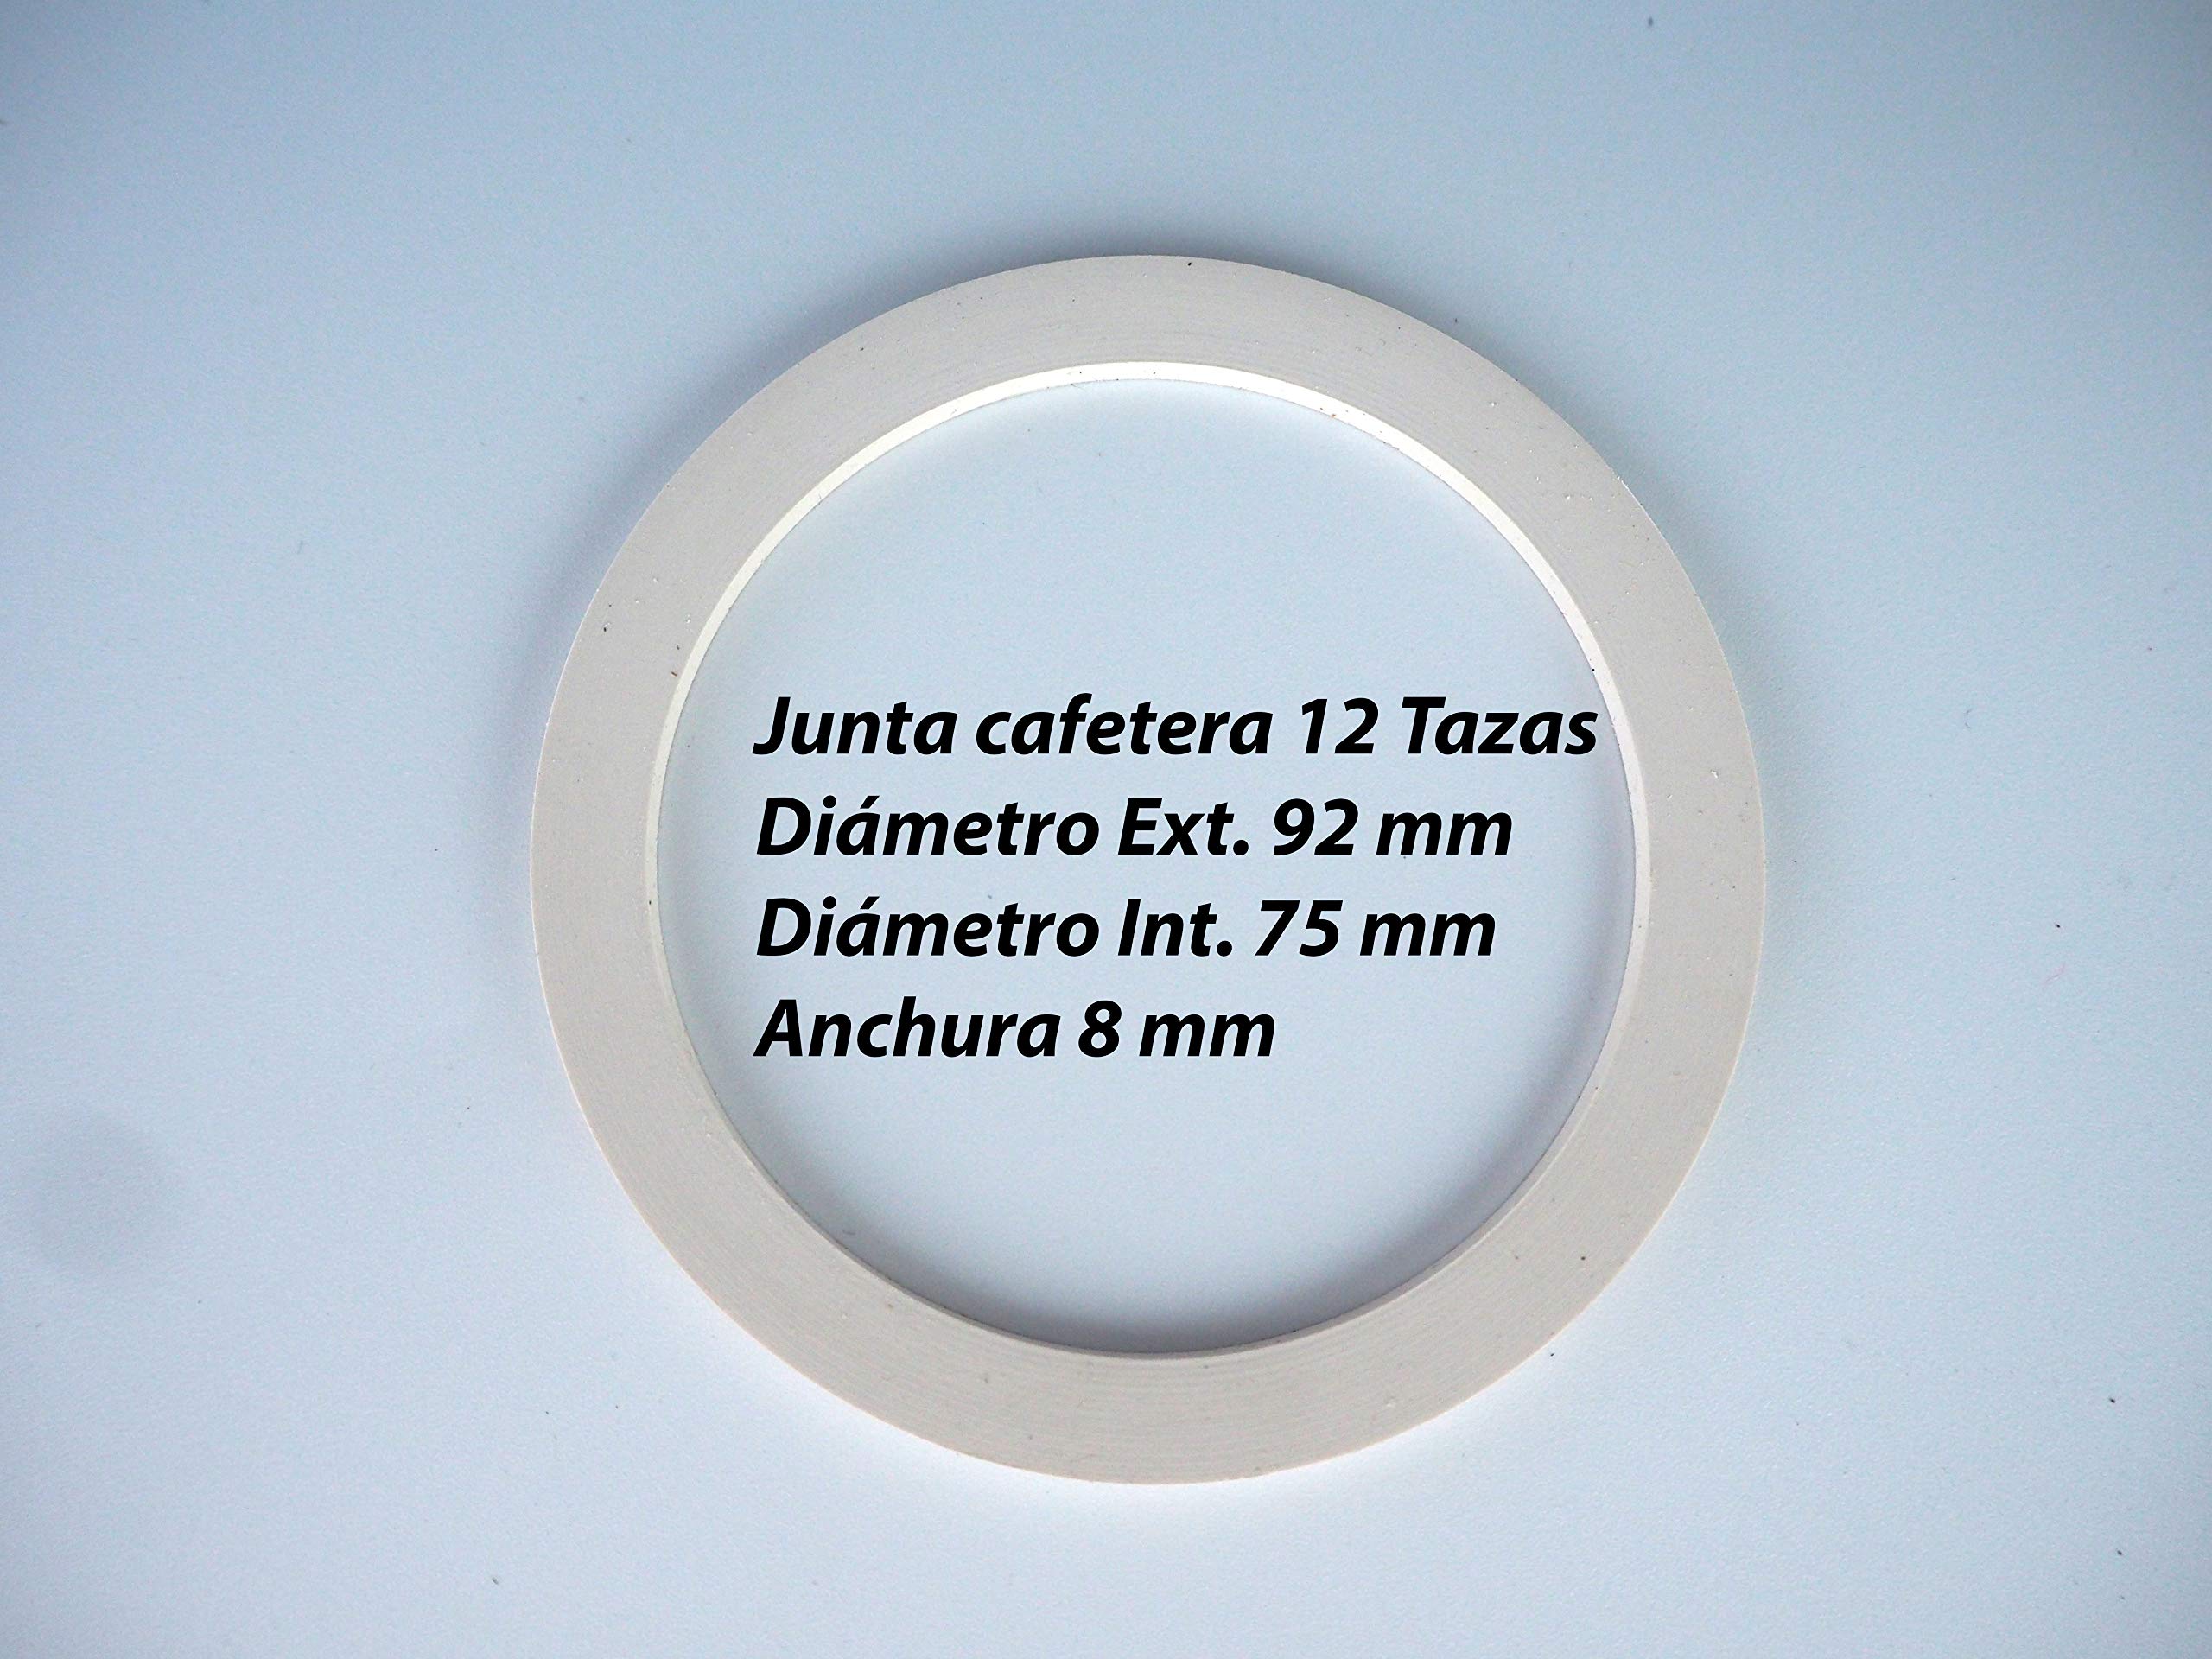 Junta cafetera 12 Tazas
Diámetro Ext. 92 mm
Diámetro Int. 75 mm
Anchura 8 mm